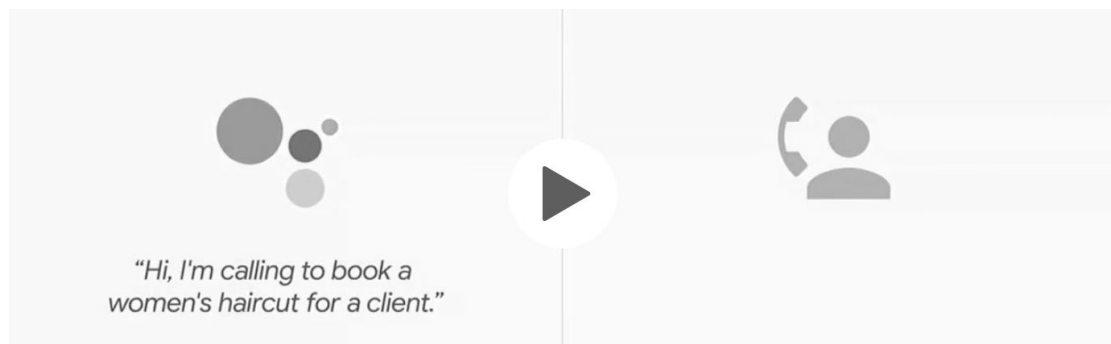 “Hi, I'm calling to book a
women's haircut for a client.”